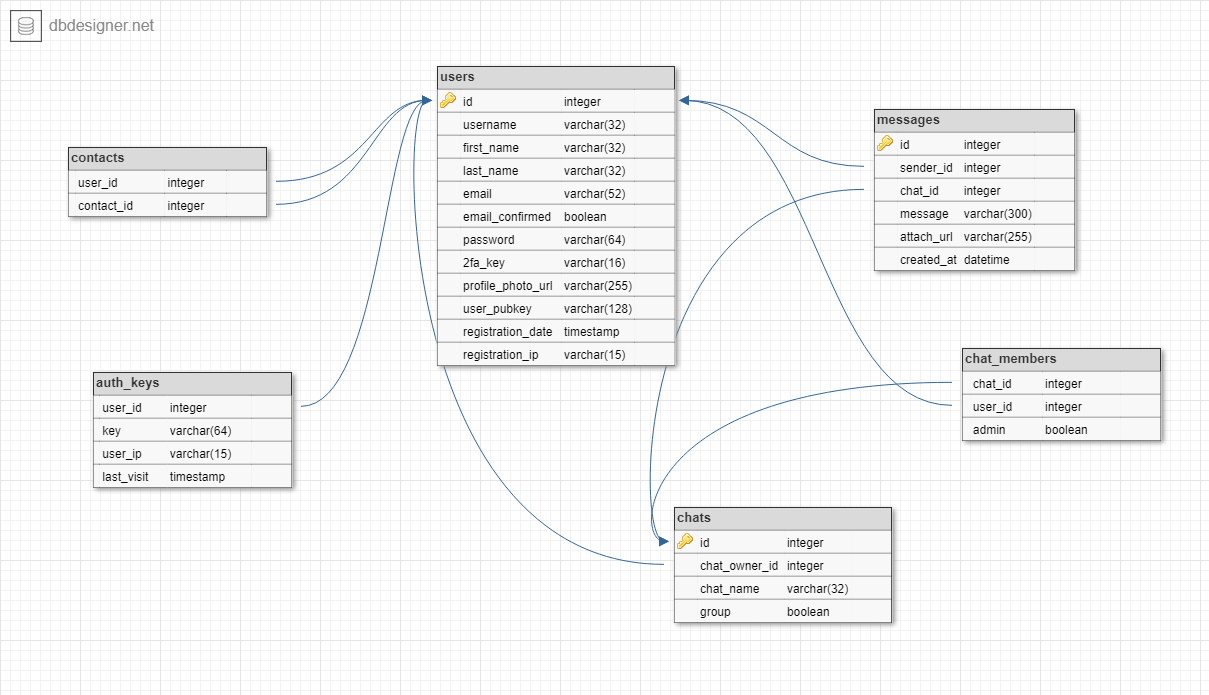 dbdesigner.net
users
id integer
username varchar(32)
first_name varchar(32)
last_name varchar(32)
email varchar(52)
email_confirmed boolean
password varchar(64)
2fa_key varchar(16)
profile_photo_url varchar(255)
user_pubkey varchar(128)
registration_date timestamp
registration_ip varchar(15)
messages
id integer
sender_id integer
chat_id integer
message varchar(300)
attach_url varchar(255)
created_at datetime
contacts
user_id integer
contact_id integer
auth_keys
user_id integer
key varchar(64)
user_ip varchar(15)
last_visit timestamp
chat_members
chat_id integer
user_id integer
admin boolean
chats
id integer
chat_owner_id integer
chat_name varchar(32)
group boolean